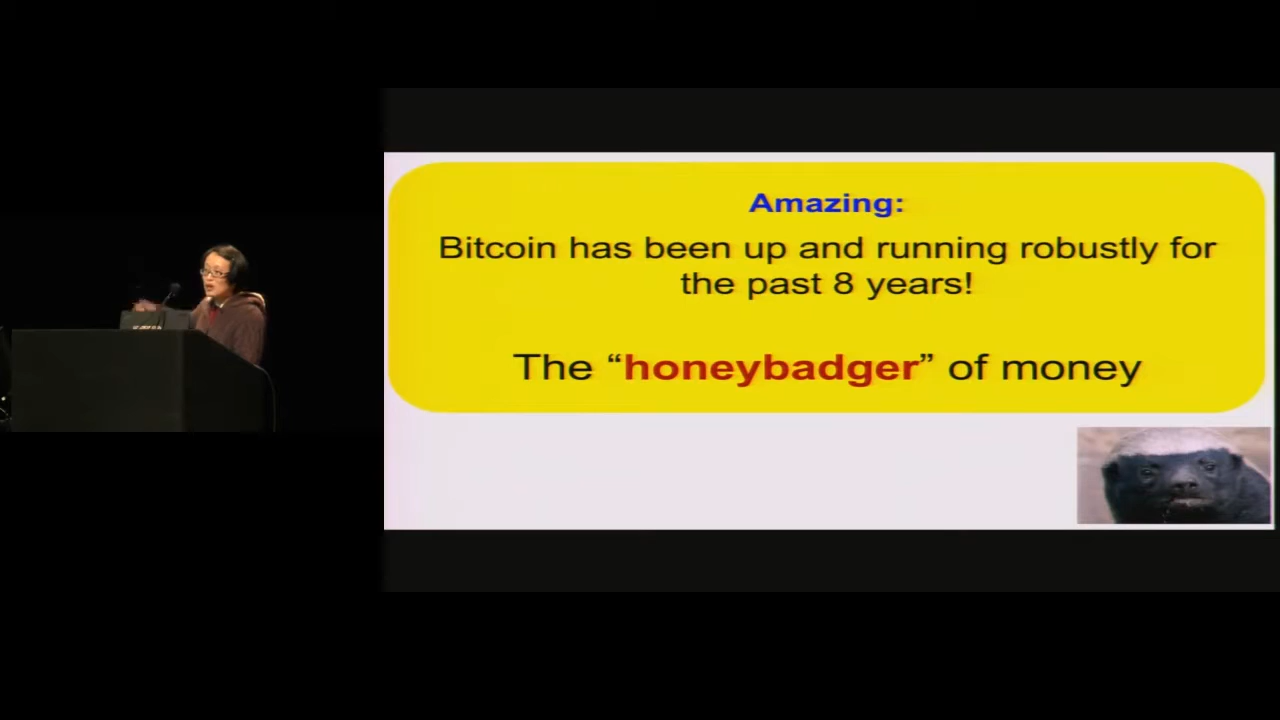 Amazing:
Bitcoin has been up and running robustly for
the past 8 years!
The “honeybadger” of money